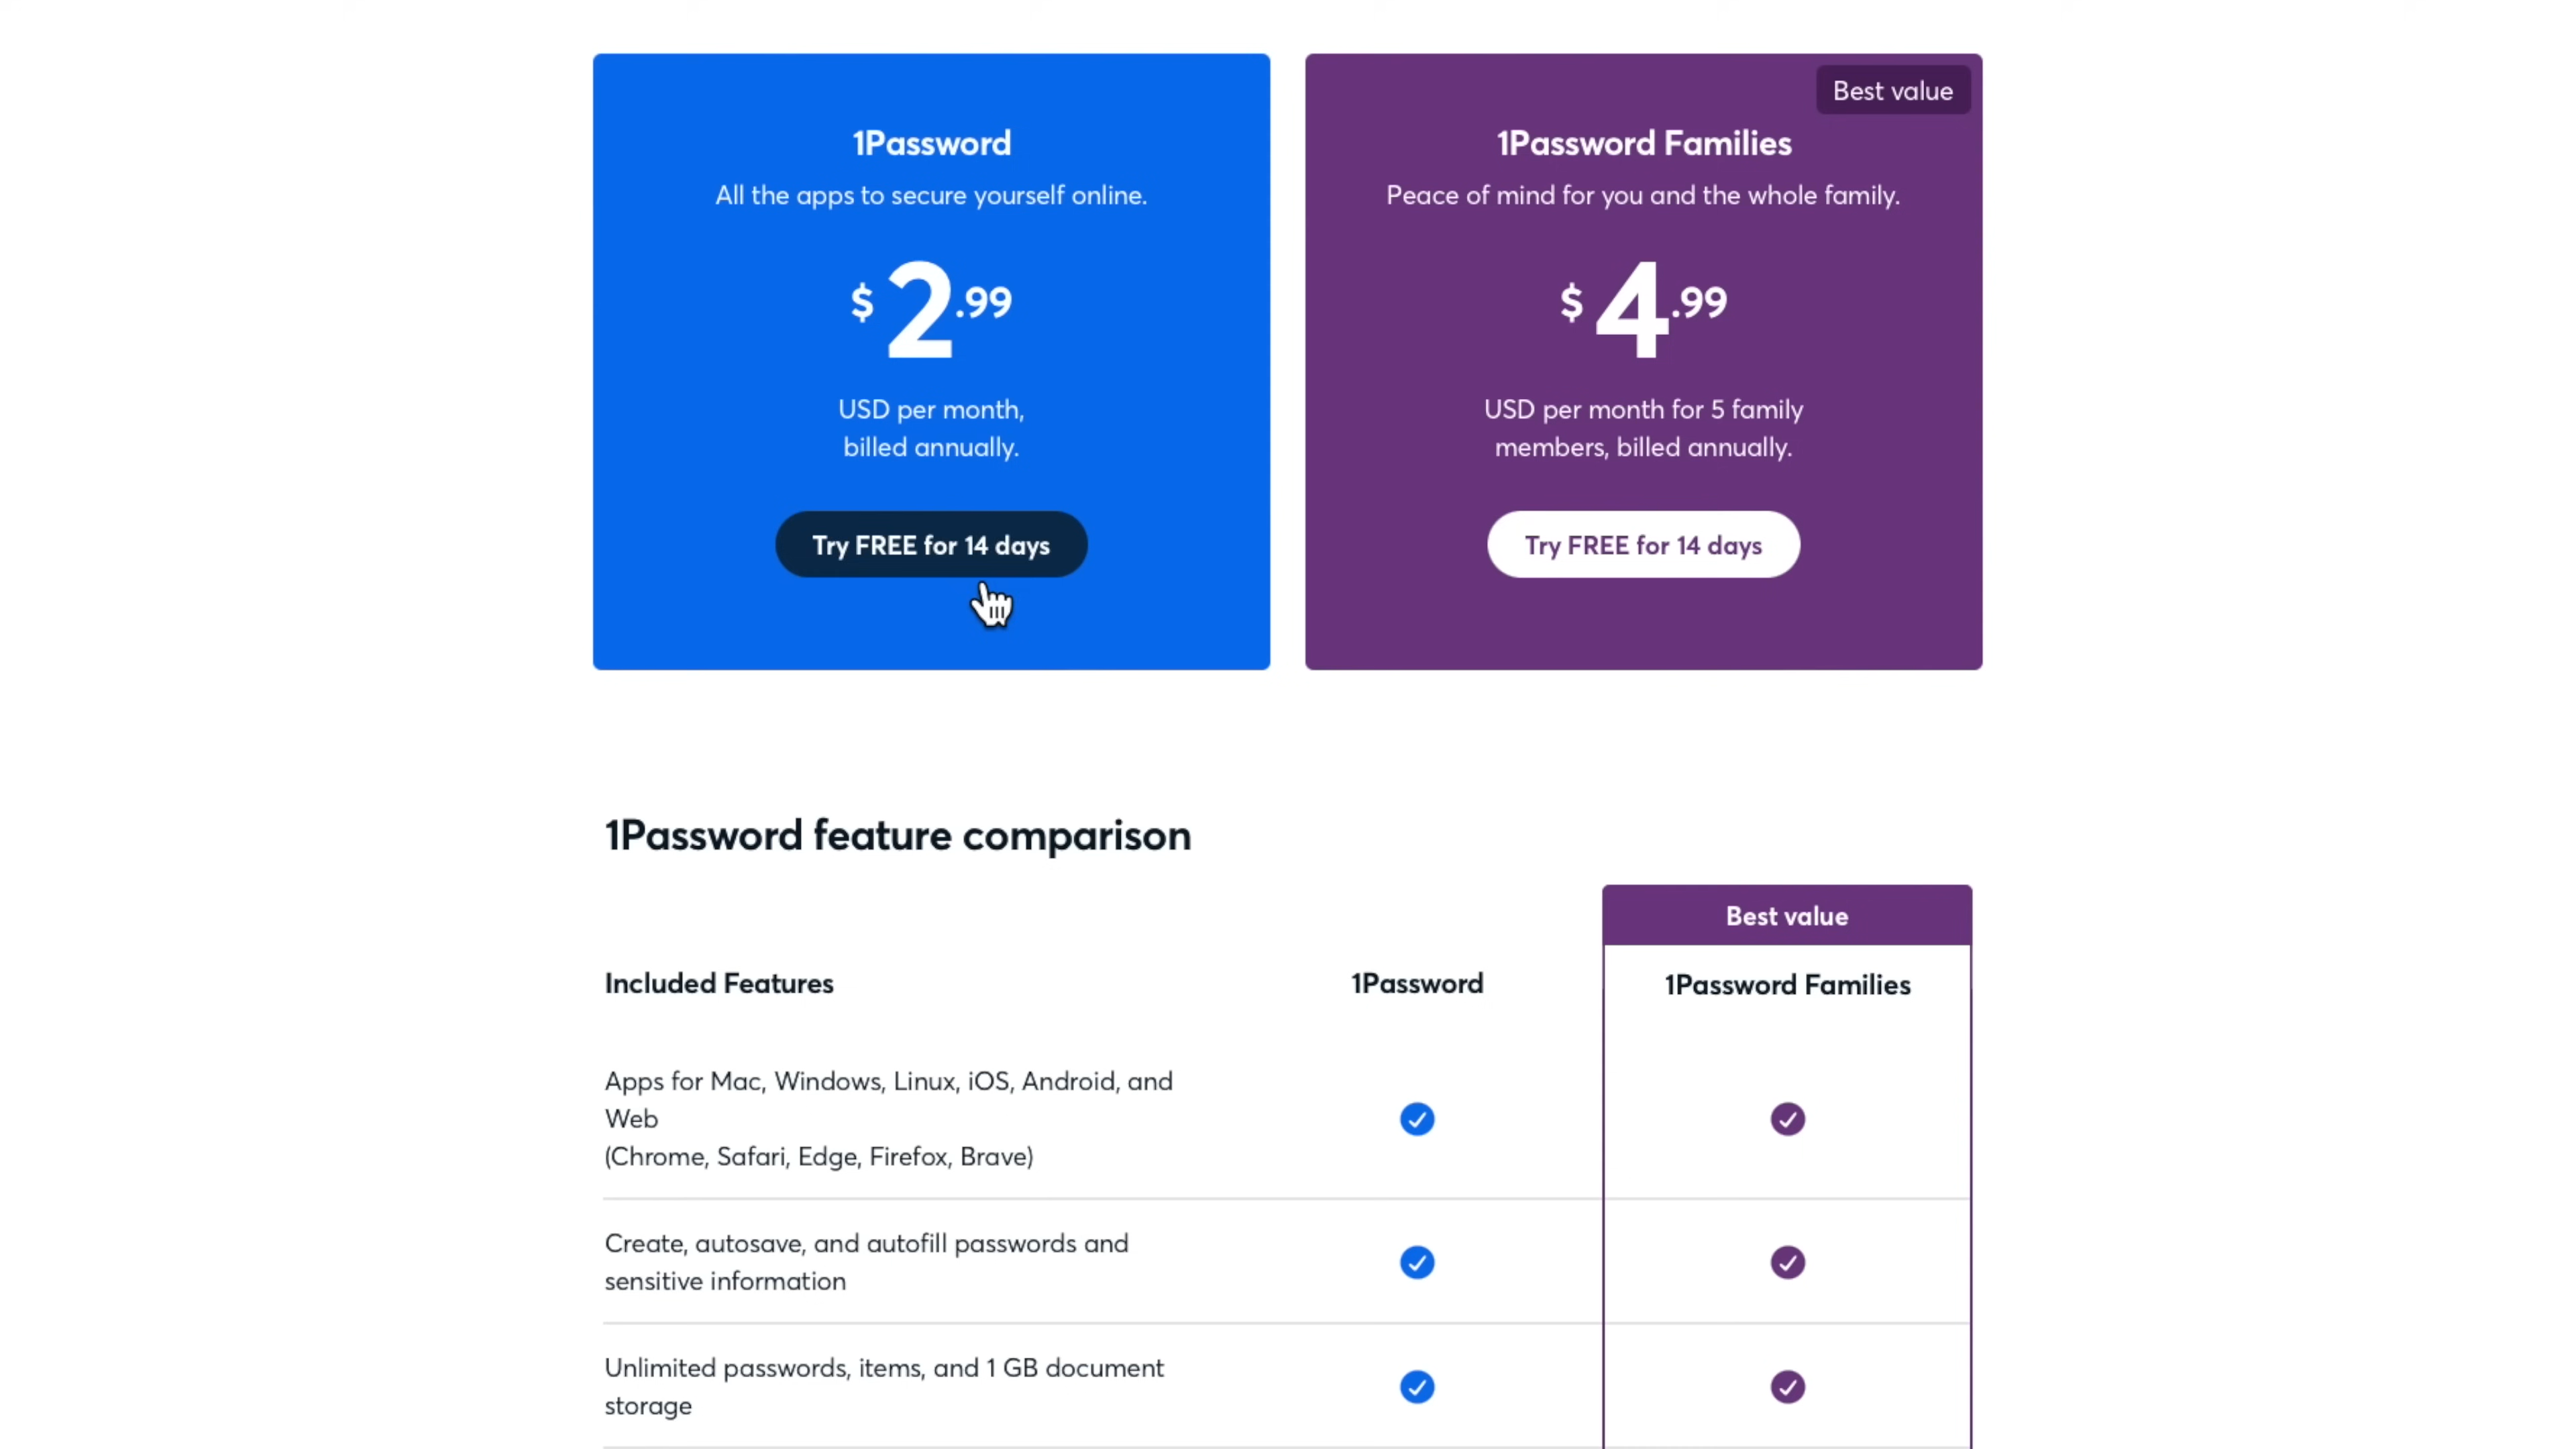 Best value
1Password
All the apps to secure yourself online.
$ 2.99
USD per month,
billed annually.
Try FREE for 14 days
1Password Families
Peace of mind for you and the whole family.
$ 4.99
USD per month for 5 family
members, billed annually.
Try FREE for 14 days
1Password feature comparison
Best value
Included Features
1Password
1Password Families
Apps for Mac, Windows, Linux, iOS, Android, and
Web
(Chrome, Safari, Edge, Firefox, Brave)
Create, autosave, and autofill passwords and
sensitive information
Unlimited passwords, items, and 1 GB document
storage